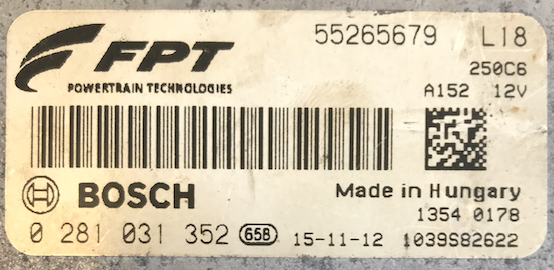 FPT 55265679 L18
POWERTRAIN TECHNOLOGIES 250C6
A152 12V
BOSCH Made in Hungary
1354 0178
0 281 031 352 65B 15-11-12 1039S82622